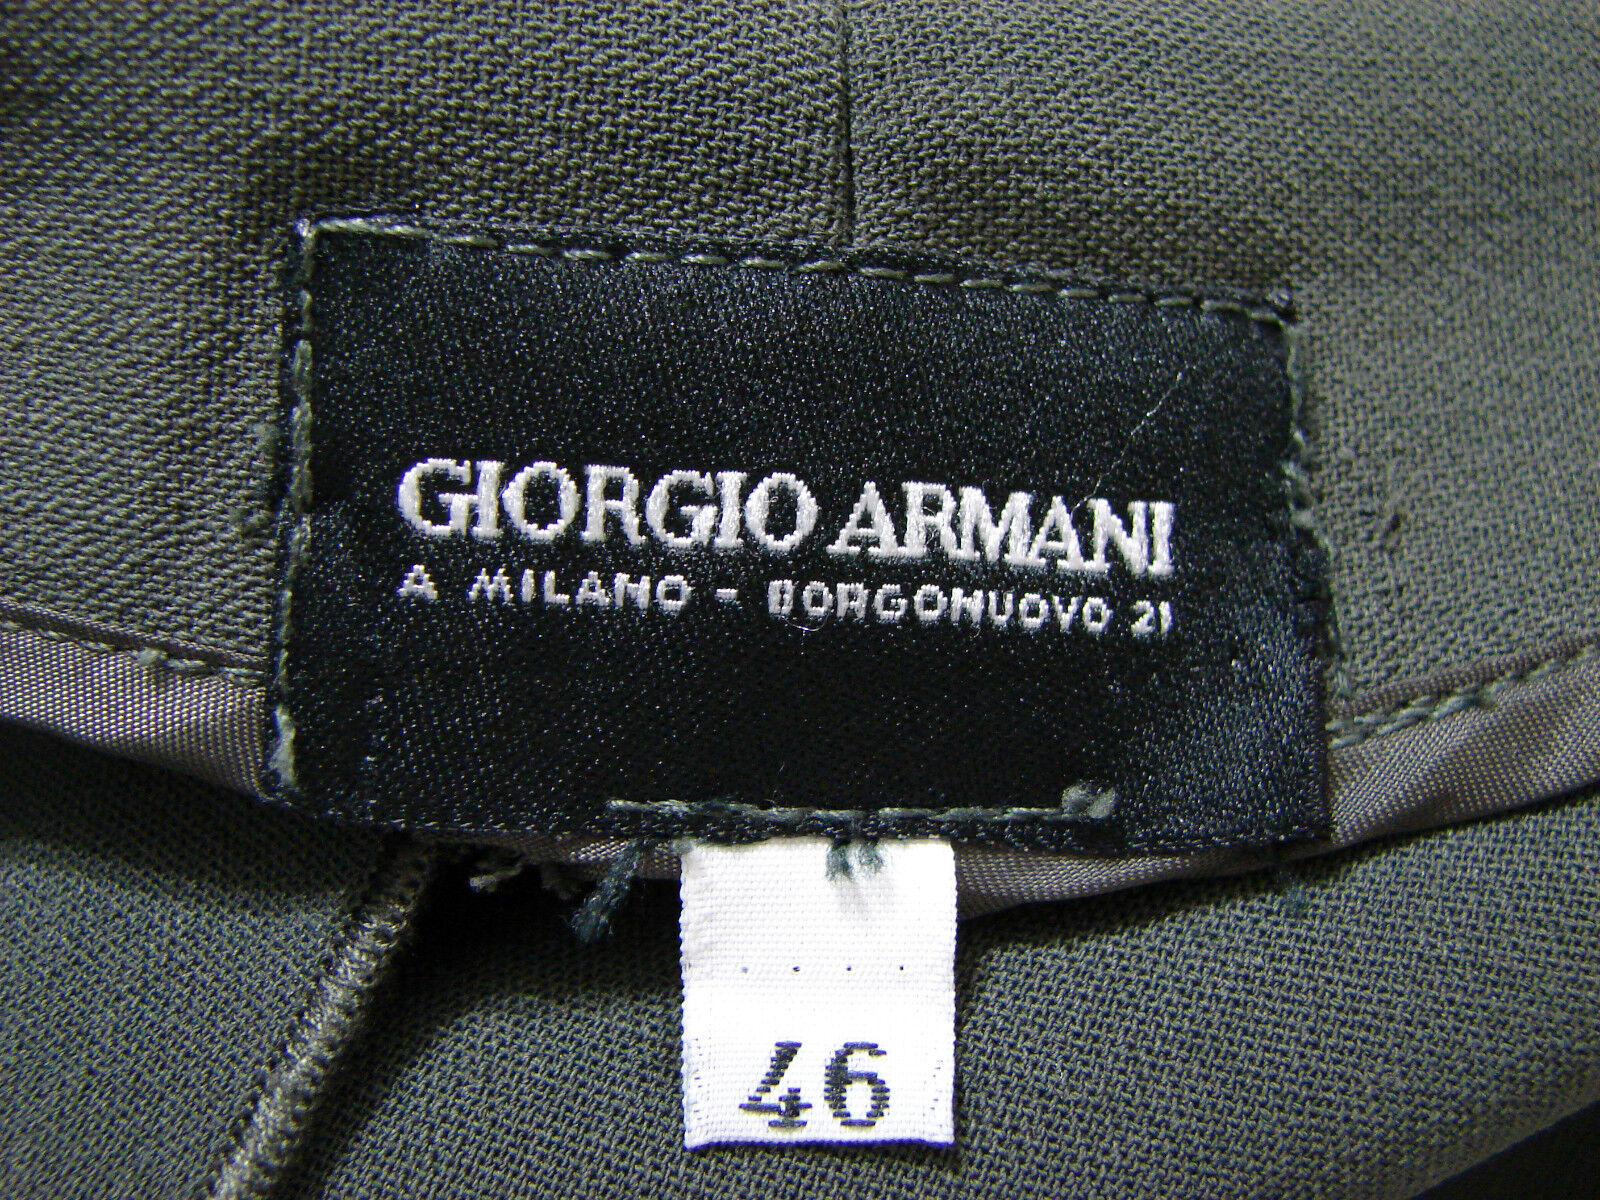 GIORGIO ARMANI
A MILANO - BORGONUOVO 21
46